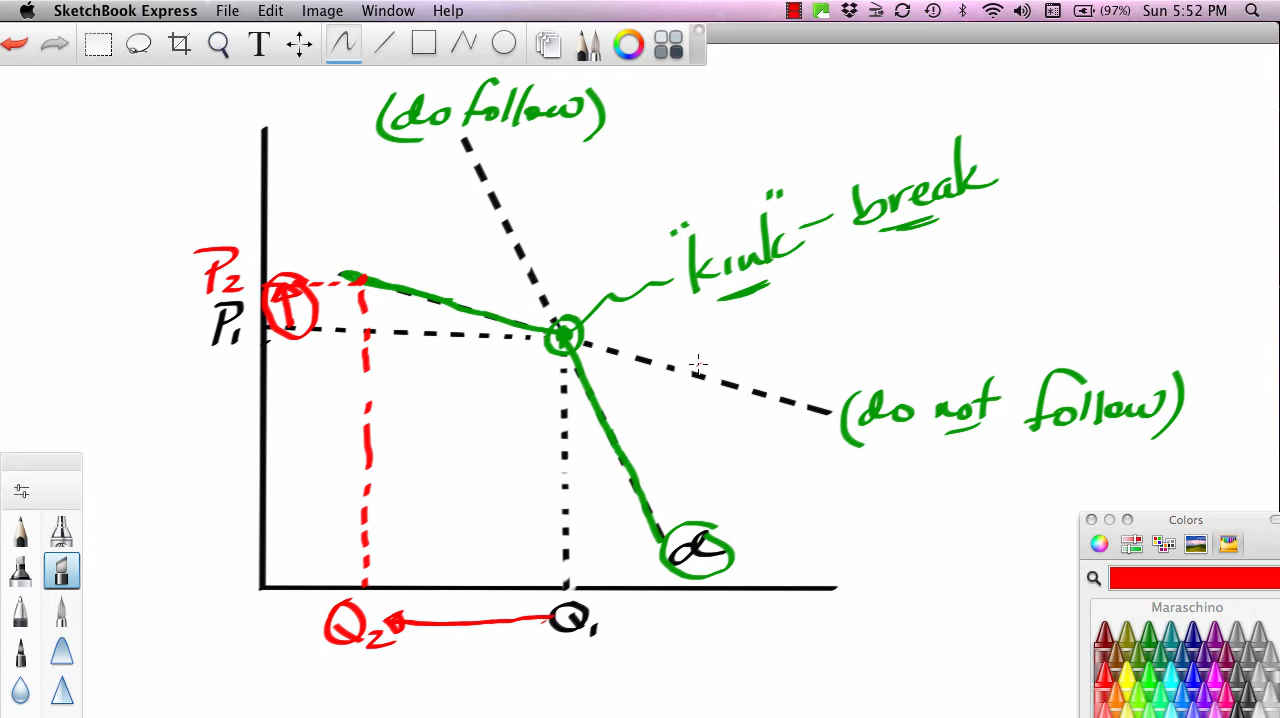 SketchBook Express File Edit Image Window Help (97%) Sun 5:52 PM
T
(do follow)
"kink" - break
P2
P1
(do not follow)
d
Q2
Q1
Colors
Maraschino